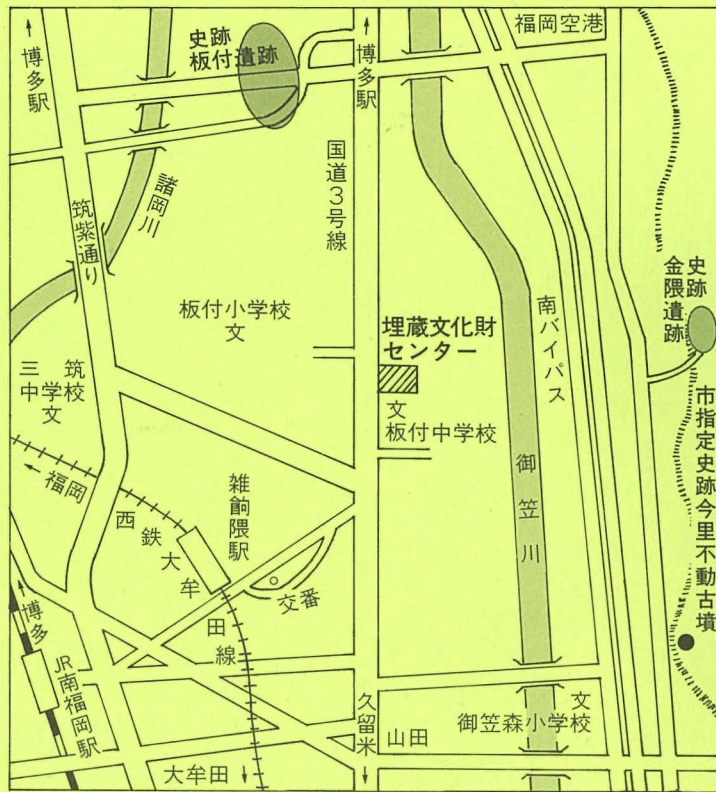 ↑博多駅
史跡
板付遺跡
↑博多駅
福岡空港
諸岡川
筑紫通り
国道3号線
南バイパス
史跡
金隈遺跡
板付小学校
文
埋蔵文化財
センター
文
板付中学校
三筑
中学校
文
←福岡
西鉄大牟田線
雑餉隈駅
交番
御笠川
市指定史跡今里不動古墳
↑博多
JR南福岡駅
大牟田↓
久留米↓
山田
文
御笠森小学校